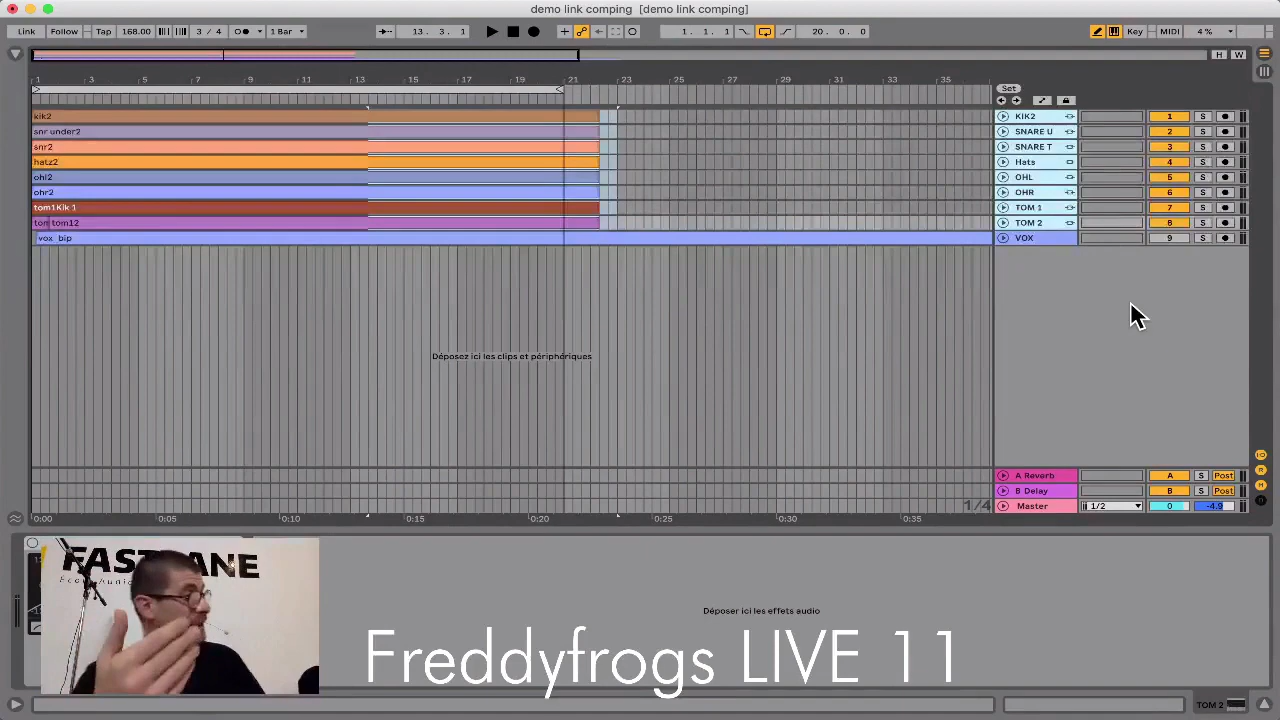 demo link comping [demo link comping]
Link Follow Tap 168.00 3 / 4 1 Bar 13. 3. 1 1. 1. 1 20. 0. 0 Key MIDI 4 %
H W
1 3 5 7 9 11 13 15 17 19 21 23 25 27 29 31 33 35
Set
kik2 KIK2 1 S
snr under2 SNARE U 2 S
snr2 SNARE T 3 S
hatz2 Hats 4 S
ohl2 OHL 5 S
ohr2 OHR 6 S
tom1Kik 1 TOM 1 7 S
tom tom12 TOM 2 8 S
vox bip VOX 9 S
Déposez ici les clips et périphériques
A Reverb A S Post
B Delay B S Post
1/4 Master 1/2 0 -4.9
0:00 0:05 0:10 0:15 0:20 0:25 0:30 0:35
Déposer ici les effets audio
Freddyfrogs LIVE 11
TOM 2